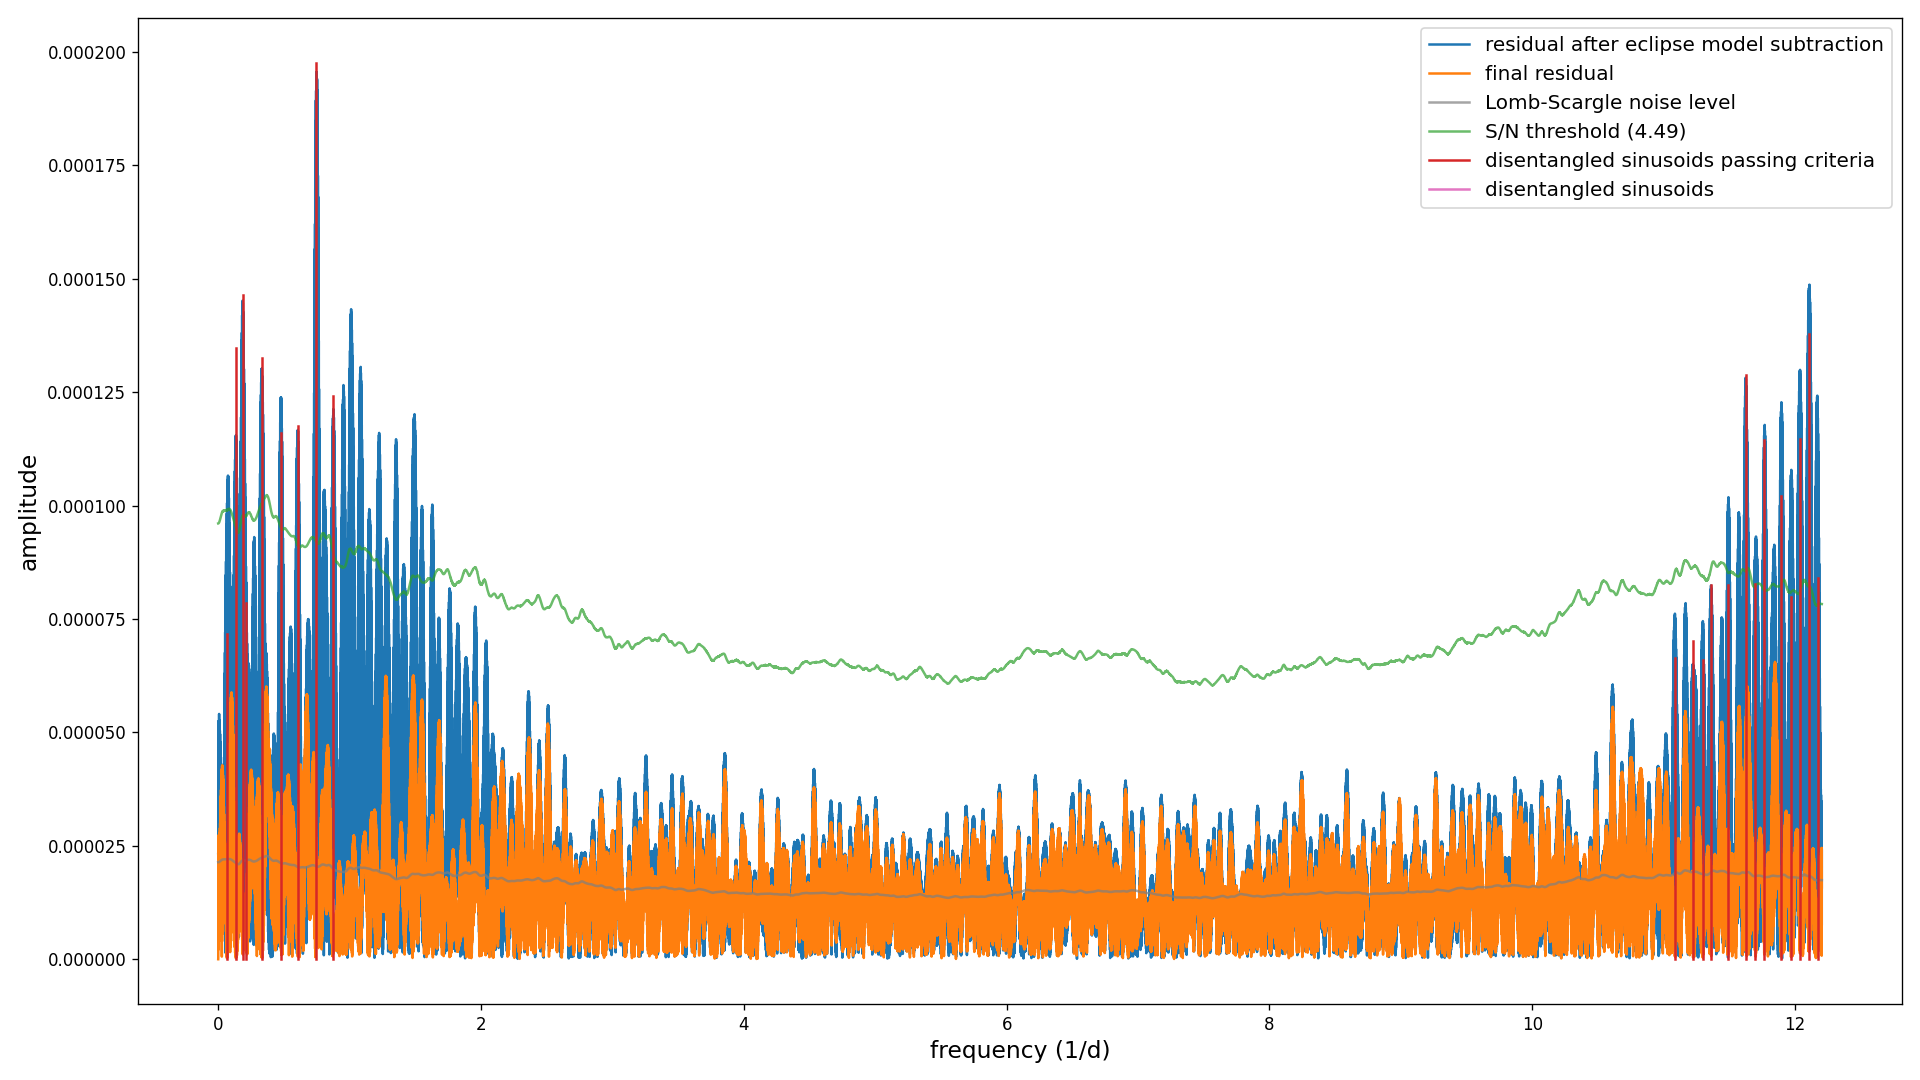 residual after eclipse model subtraction
final residual
Lomb-Scargle noise level
S/N threshold (4.49)
disentangled sinusoids passing criteria
disentangled sinusoids
amplitude
0.000200
0.000175
0.000150
0.000125
0.000100
0.000075
0.000050
0.000025
0.000000
0 2 4 6 8 10 12
frequency (1/d)